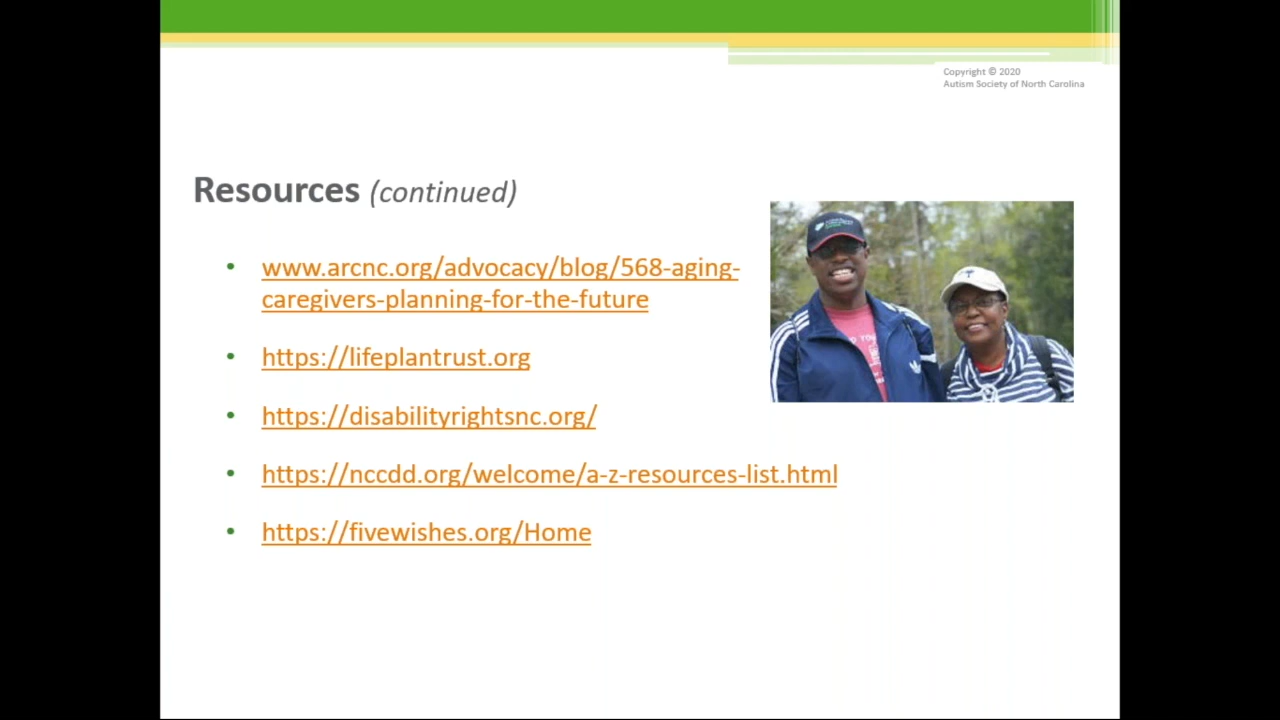 Copyright © 2020
Autism Society of North Carolina
Resources (continued)
• www.arcnc.org/advocacy/blog/568-aging-
caregivers-planning-for-the-future
• https://lifeplantrust.org
• https://disabilityrightsnc.org/
• https://nccdd.org/welcome/a-z-resources-list.html
• https://fivewishes.org/Home